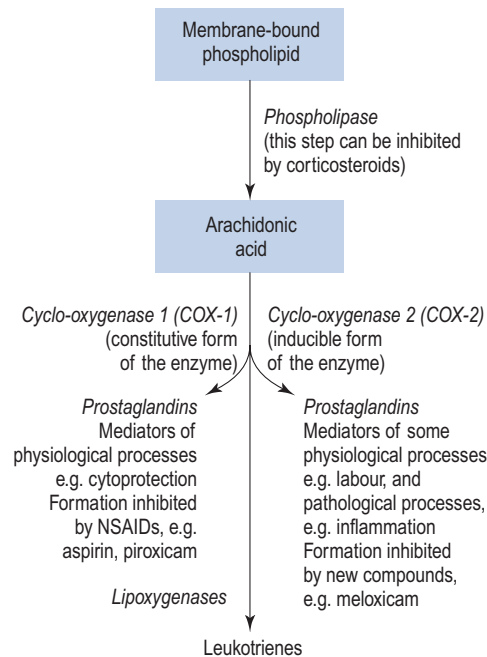 Membrane-bound
phospholipid
Phospholipase
(this step can be inhibited
by corticosteroids)
Arachidonic
acid
Cyclo-oxygenase 1 (COX-1)
(constitutive form
of the enzyme)
Cyclo-oxygenase 2 (COX-2)
(inducible form
of the enzyme)
Prostaglandins
Mediators of
physiological processes
e.g. cytoprotection
Formation inhibited
by NSAIDs, e.g.
aspirin, piroxicam
Prostaglandins
Mediators of some
physiological processes
e.g. labour, and
pathological processes,
e.g. inflammation
Formation inhibited
by new compounds,
e.g. meloxicam
Lipoxygenases
Leukotrienes